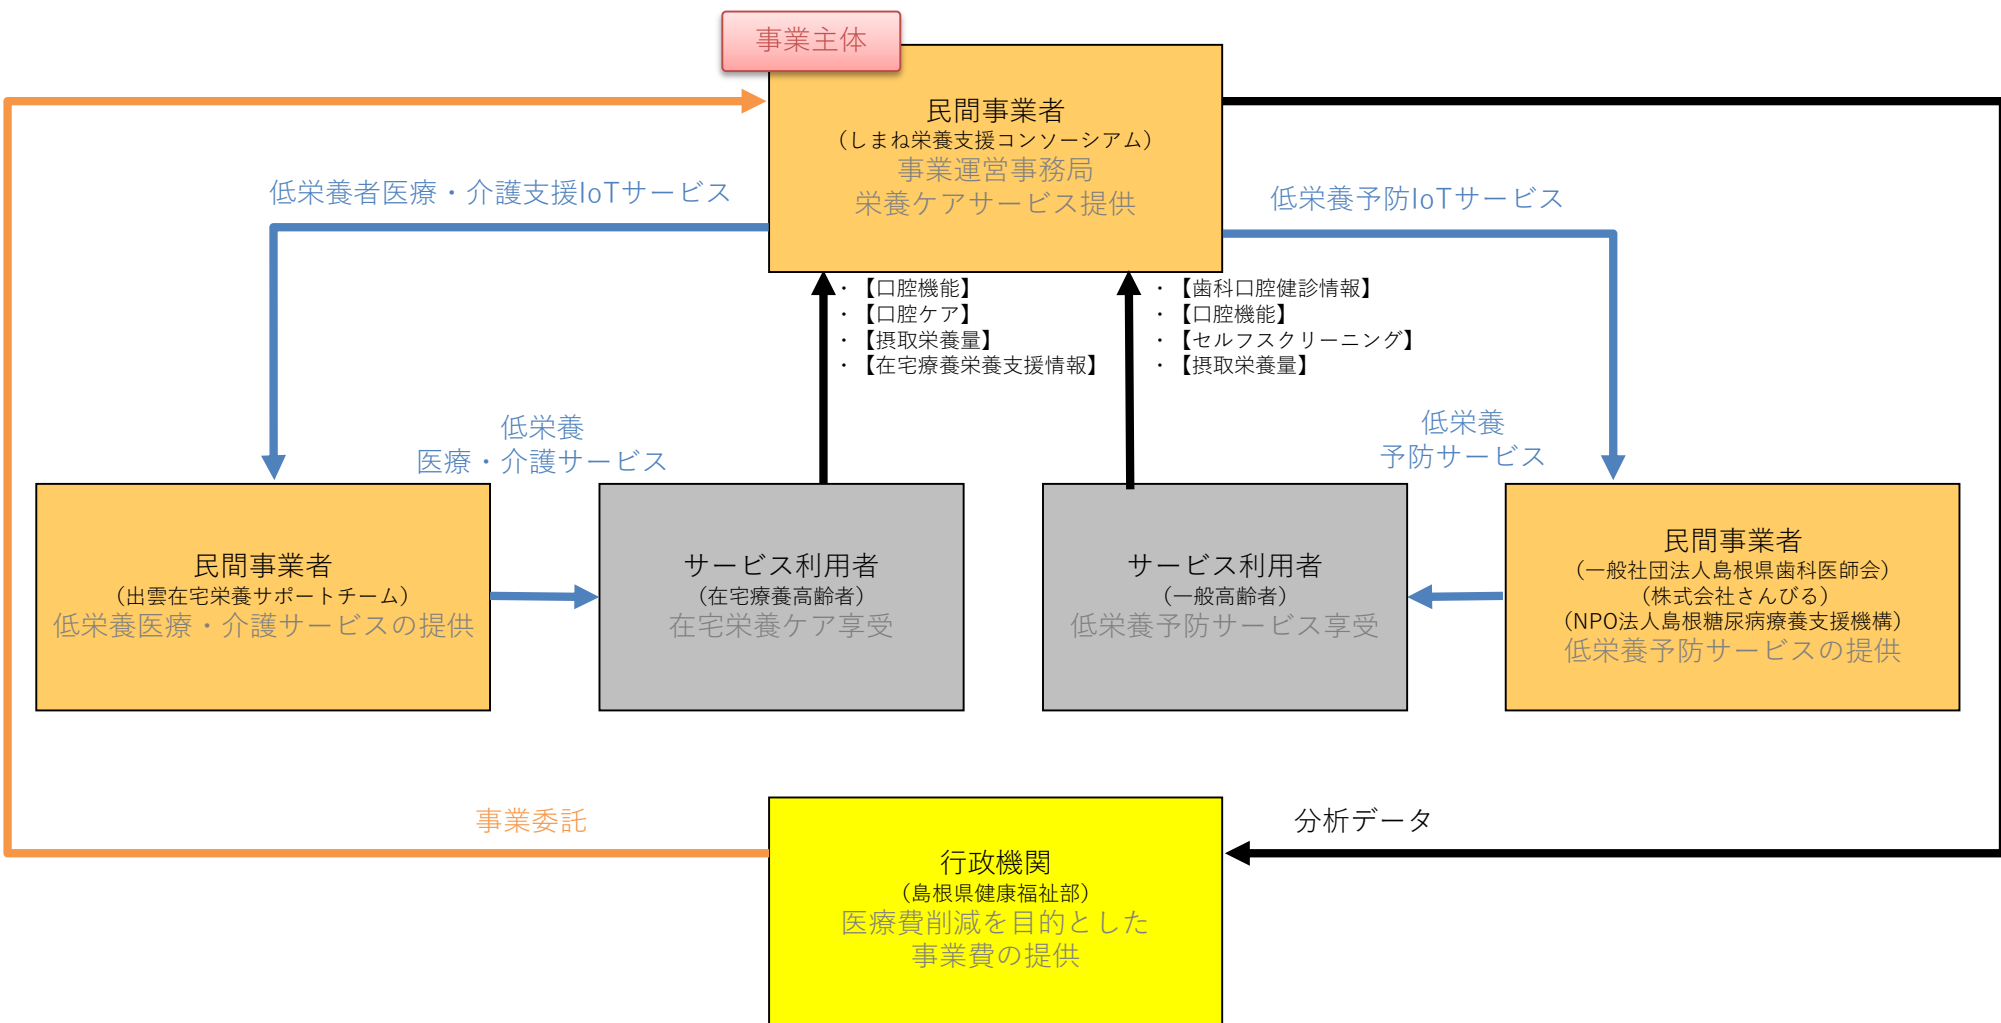 事業主体
民間事業者
（しまね栄養支援コンソーシアム）
事業運営事務局
栄養ケアサービス提供
低栄養者医療・介護支援IoTサービス
低栄養予防IoTサービス
・【口腔機能】
・【口腔ケア】
・【摂取栄養量】
・【在宅療養栄養支援情報】
・【歯科口腔健診情報】
・【口腔機能】
・【セルフスクリーニング】
・【摂取栄養量】
低栄養
医療・介護サービス
低栄養
予防サービス
民間事業者
（出雲在宅栄養サポートチーム）
低栄養医療・介護サービスの提供
サービス利用者
（在宅療養高齢者）
在宅栄養ケア享受
サービス利用者
（一般高齢者）
低栄養予防サービス享受
民間事業者
（一般社団法人島根県歯科医師会）
（株式会社さんびる）
（NPO法人島根糖尿病療養支援機構）
低栄養予防サービスの提供
事業委託
分析データ
行政機関
（島根県健康福祉部）
医療費削減を目的とした
事業費の提供